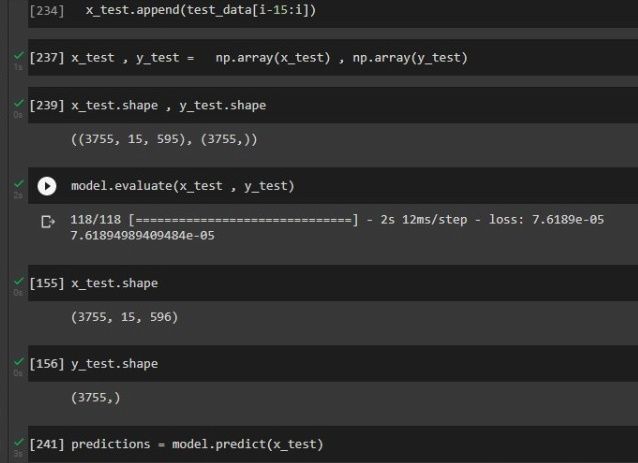 [234] x_test.append(test_data[i-15:i])
1s [237] x_test , y_test =   np.array(x_test) , np.array(y_test)
0s [239] x_test.shape , y_test.shape
((3755, 15, 595), (3755,))
2s model.evaluate(x_test , y_test)
118/118 [==============================] - 2s 12ms/step - loss: 7.6189e-05
7.61894989409484e-05
0s [155] x_test.shape
(3755, 15, 596)
0s [156] y_test.shape
(3755,)
3s [241] predictions = model.predict(x_test)